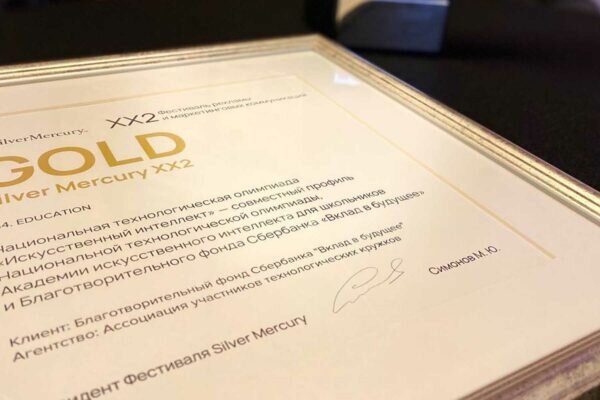 SilverMercury. XX2 Фестиваль рекламы
и маркетинговых коммуникаций
GOLD
Silver Mercury XX2
4. EDUCATION
Национальная технологическая олимпиада
«Искусственный интеллект» — совместный профиль
Национальной технологической олимпиады,
Академии искусственного интеллекта для школьников
и Благотворительного фонда Сбербанка «Вклад в будущее»
Клиент: Благотворительный фонд Сбербанка "Вклад в будущее"
Агентство: Ассоциация участников технологических кружков
идент Фестиваля Silver Mercury
Симонов М. Ю.